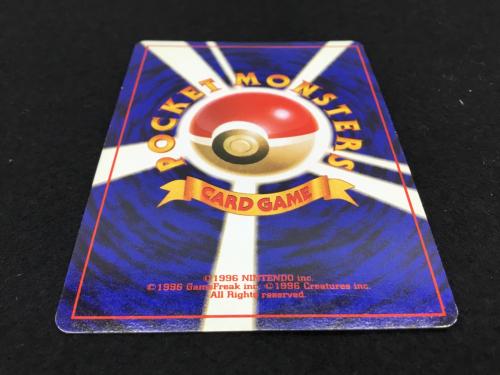 POCKET MONSTERS
CARD GAME
©1996 NINTENDO inc.
©1996 GameFreak inc. ©1996 Creatures inc.
All Rights reserved.